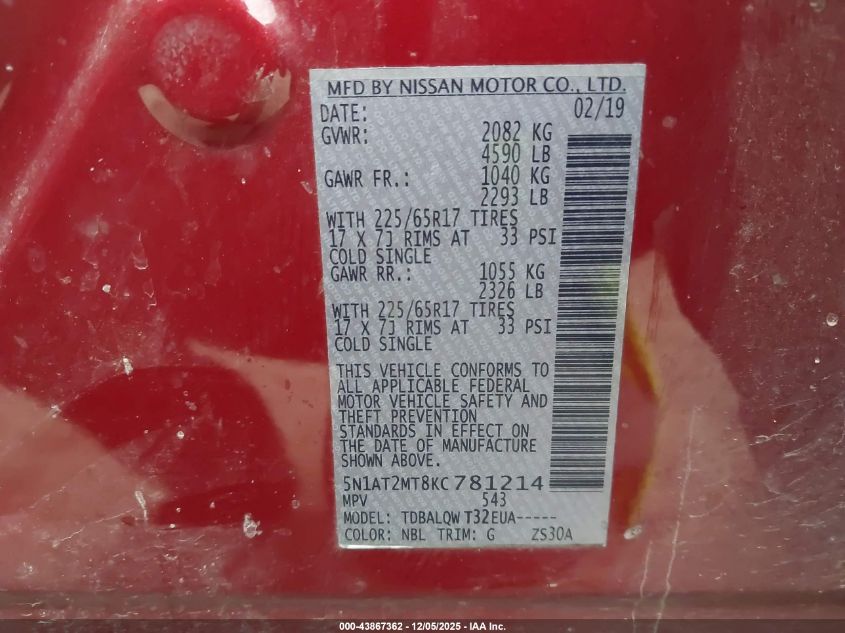 MFD BY NISSAN MOTOR CO., LTD.
DATE: 02/19
GVWR: 2082 KG
4590 LB
GAWR FR.: 1040 KG
2293 LB
WITH 225/65R17 TIRES
17 X 7J RIMS AT 33 PSI
COLD SINGLE
GAWR RR.: 1055 KG
2326 LB
WITH 225/65R17 TIRES
17 X 7J RIMS AT 33 PSI
COLD SINGLE
THIS VEHICLE CONFORMS TO
ALL APPLICABLE FEDERAL
MOTOR VEHICLE SAFETY AND
THEFT PREVENTION
STANDARDS IN EFFECT ON
THE DATE OF MANUFACTURE
SHOWN ABOVE.
5N1AT2MT8KC781214
MPV 543
MODEL: TDBALQW T32EUA-----
COLOR: NBL TRIM: G ZS30A
000-43867362 - 12/05/2025 - IAA Inc.